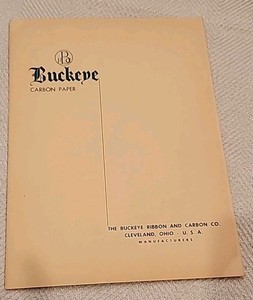 Buckeye
CARBON PAPER
THE BUCKEYE RIBBON AND CARBON CO.
CLEVELAND, OHIO - U. S. A.
MANUFACTURERS